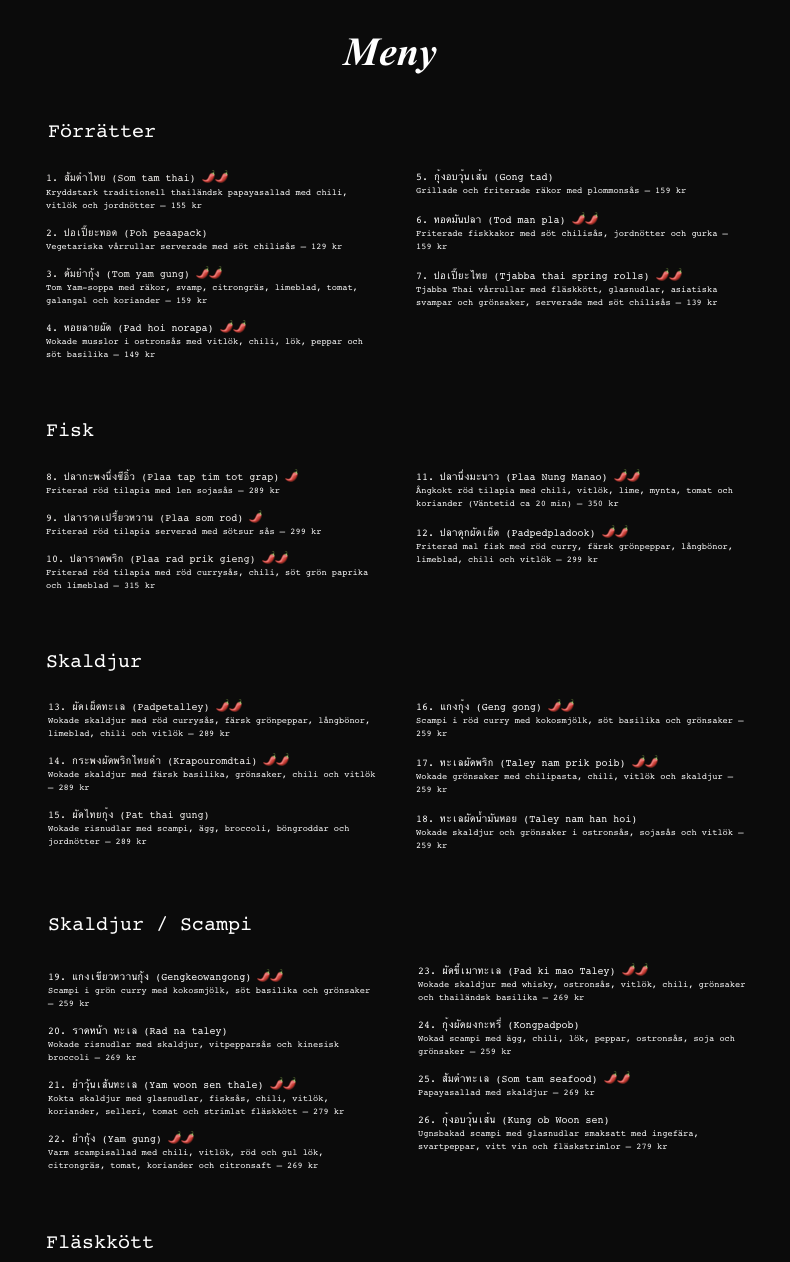 Meny
Förrätter
1. ส้มตำไทย (Som tam thai) 🌶️🌶️
Kryddstark traditionell thailändsk papayasallad med chili,
vitlök och jordnötter – 155 kr
2. ปอเปี๊ยะทอด (Poh peaapack)
Vegetariska vårrullar serverade med söt chilisås – 129 kr
3. ต้มยำกุ้ง (Tom yam gung) 🌶️🌶️
Tom Yam-soppa med räkor, svamp, citrongräs, limeblad, tomat,
galangal och koriander – 159 kr
4. หอยลายผัด (Pad hoi norapa) 🌶️🌶️
Wokade musslor i ostronsås med vitlök, chili, lök, peppar och
söt basilika – 149 kr
5. กุ้งอบวุ้นเส้น (Gong tad)
Grillade och friterade räkor med plommonsås – 159 kr
6. ทอดมันปลา (Tod man pla) 🌶️🌶️
Friterade fiskkakor med söt chilisås, jordnötter och gurka –
159 kr
7. ปอเปี๊ยะไทย (Tjabba thai spring rolls) 🌶️🌶️
Tjabba Thai vårrullar med fläskkött, glasnudlar, asiatiska
svampar och grönsaker, serverade med söt chilisås – 139 kr
Fisk
8. ปลากะพงนึ่งซีอิ๊ว (Plaa tap tim tot grap) 🌶️
Friterad röd tilapia med len sojasås – 289 kr
9. ปลาราดเปรี้ยวหวาน (Plaa som rod) 🌶️
Friterad röd tilapia serverad med sötsur sås – 299 kr
10. ปลาราดพริก (Plaa rad prik gieng) 🌶️🌶️
Friterad röd tilapia med röd currysås, chili, söt grön paprika
och limeblad – 315 kr
11. ปลานึ่งมะนาว (Plaa Nung Manao) 🌶️🌶️
Ångkokt röd tilapia med chili, vitlök, lime, mynta, tomat och
koriander (Väntetid ca 20 min) – 350 kr
12. ปลาดุกผัดเผ็ด (Padpedpladook) 🌶️🌶️
Friterad mal fisk med röd curry, färsk grönpeppar, långbönor,
limeblad, chili och vitlök – 299 kr
Skaldjur
13. ผัดเผ็ดทะเล (Padpetalley) 🌶️🌶️
Wokade skaldjur med röd currysås, färsk grönpeppar, långbönor,
limeblad, chili och vitlök – 289 kr
14. กระพงผัดพริกไทยดำ (Krapouromdtai) 🌶️🌶️
Wokade skaldjur med färsk basilika, grönsaker, chili och vitlök
– 289 kr
15. ผัดไทยกุ้ง (Pat thai gung)
Wokade risnudlar med scampi, ägg, broccoli, böngroddar och
jordnötter – 289 kr
16. แกงกุ้ง (Geng gong) 🌶️🌶️
Scampi i röd curry med kokosmjölk, söt basilika och grönsaker –
259 kr
17. ทะเลผัดพริก (Taley nam prik poib) 🌶️🌶️
Wokade grönsaker med chilipasta, chili, vitlök och skaldjur –
259 kr
18. ทะเลผัดน้ำมันหอย (Taley nam han hoi)
Wokade skaldjur och grönsaker i ostronsås, sojasås och vitlök –
259 kr
Skaldjur / Scampi
19. แกงเขียวหวานกุ้ง (Gengkeowangong) 🌶️🌶️
Scampi i grön curry med kokosmjölk, söt basilika och grönsaker
– 259 kr
20. ราดหน้า ทะเล (Rad na taley)
Wokade risnudlar med skaldjur, vitpepparsås och kinesisk
broccoli – 269 kr
21. ยำวุ้นเส้นทะเล (Yam woon sen thale) 🌶️🌶️
Kokta skaldjur med glasnudlar, fisksås, chili, vitlök,
koriander, selleri, tomat och strimlat fläskkött – 279 kr
22. ยำกุ้ง (Yam gung) 🌶️🌶️
Varm scampisallad med chili, vitlök, röd och gul lök,
citrongräs, tomat, koriander och citronsaft – 269 kr
23. ผัดขี้เมาทะเล (Pad ki mao Taley) 🌶️🌶️
Wokade skaldjur med whisky, ostronsås, vitlök, chili, grönsaker
och thailändsk basilika – 269 kr
24. กุ้งผัดผงกะหรี่ (Kongpadpob)
Wokad scampi med ägg, chili, lök, peppar, ostronsås, soja och
grönsaker – 259 kr
25. ส้มตำทะเล (Som tam seafood) 🌶️🌶️
Papayasallad med skaldjur – 269 kr
26. กุ้งอบวุ้นเส้น (Kung ob Woon sen)
Ugnsbakad scampi med glasnudlar smaksatt med ingefära,
svartpeppar, vitt vin och fläskstrimlor – 279 kr
Fläskkött